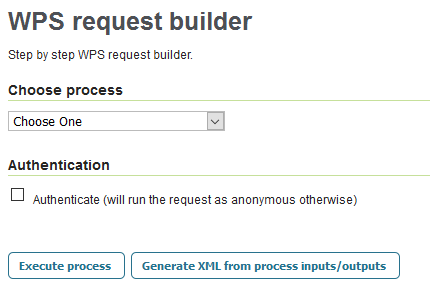 WPS request builder
Step by step WPS request builder.
Choose process
Choose One
Authentication
Authenticate (will run the request as anonymous otherwise)
Execute process
Generate XML from process inputs/outputs